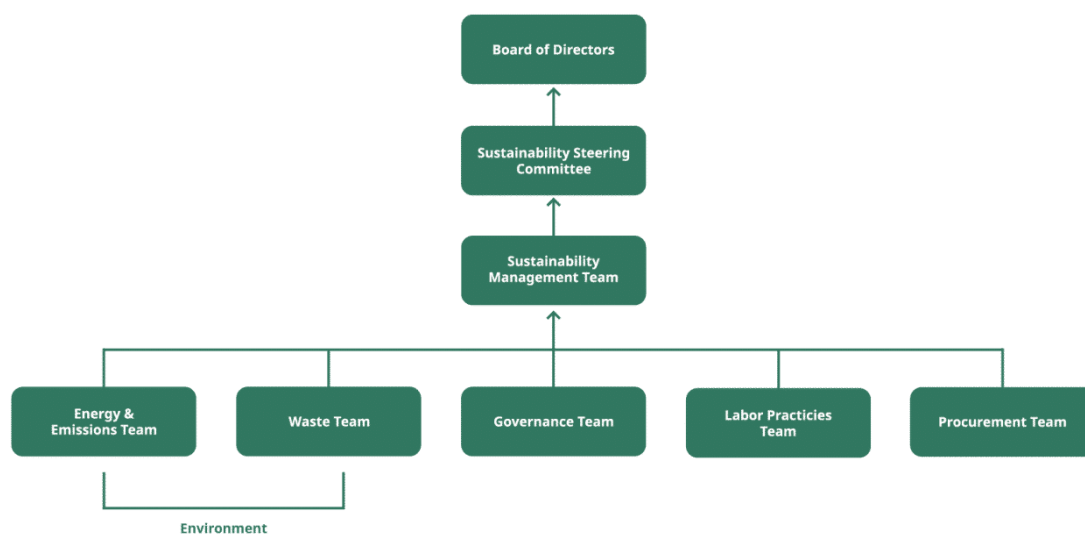 Board of Directors
Sustainability Steering
Committee
Sustainability
Management Team
Energy &
Emissions Team
Waste Team
Governance Team
Labor Practicies
Team
Procurement Team
Environment